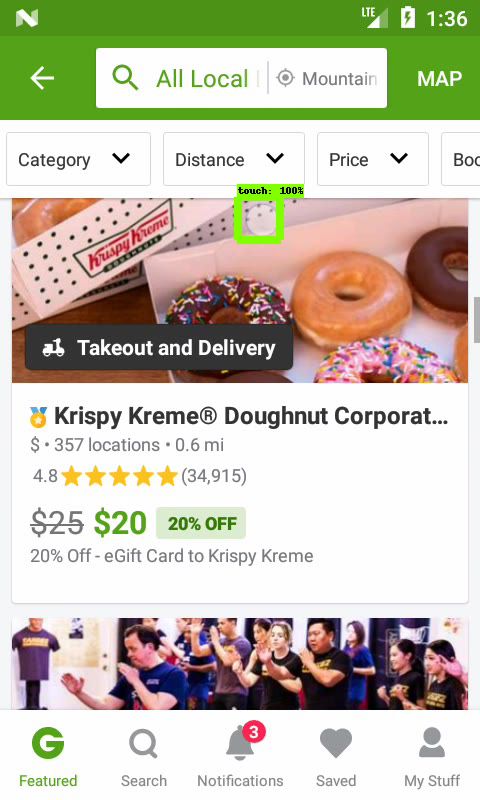 LTE 1:36
All Local
Mountain
MAP
Category
Distance
Price
Boo
touch: 100%
Krispy Kreme
DOUGHNUTS
Takeout and Delivery
Krispy Kreme® Doughnut Corporat...
$ • 357 locations • 0.6 mi
4.8 (34,915)
$25 $20 20% OFF
20% Off - eGift Card to Krispy Kreme
3
Featured
Search
Notifications
Saved
My Stuff